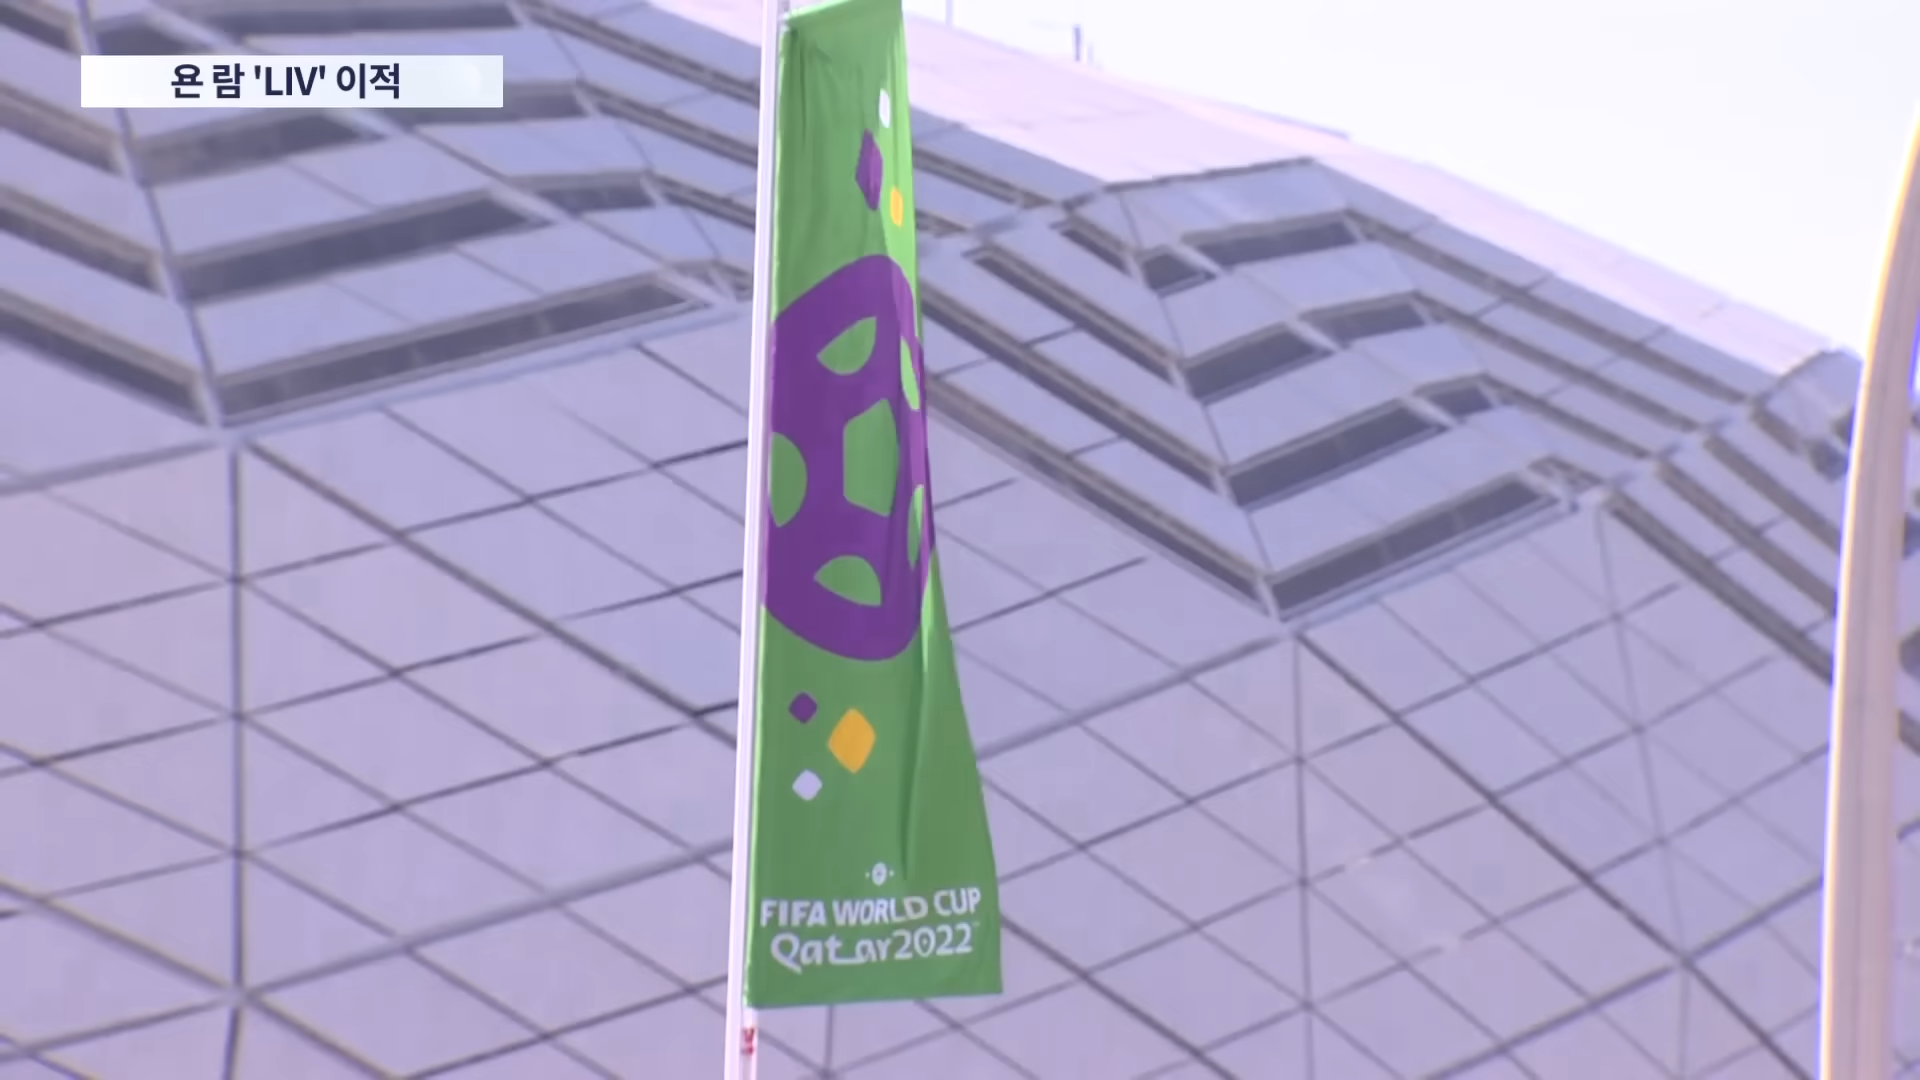 욘 람 'LIV' 이적
FIFA WORLD CUP
Qatar2022